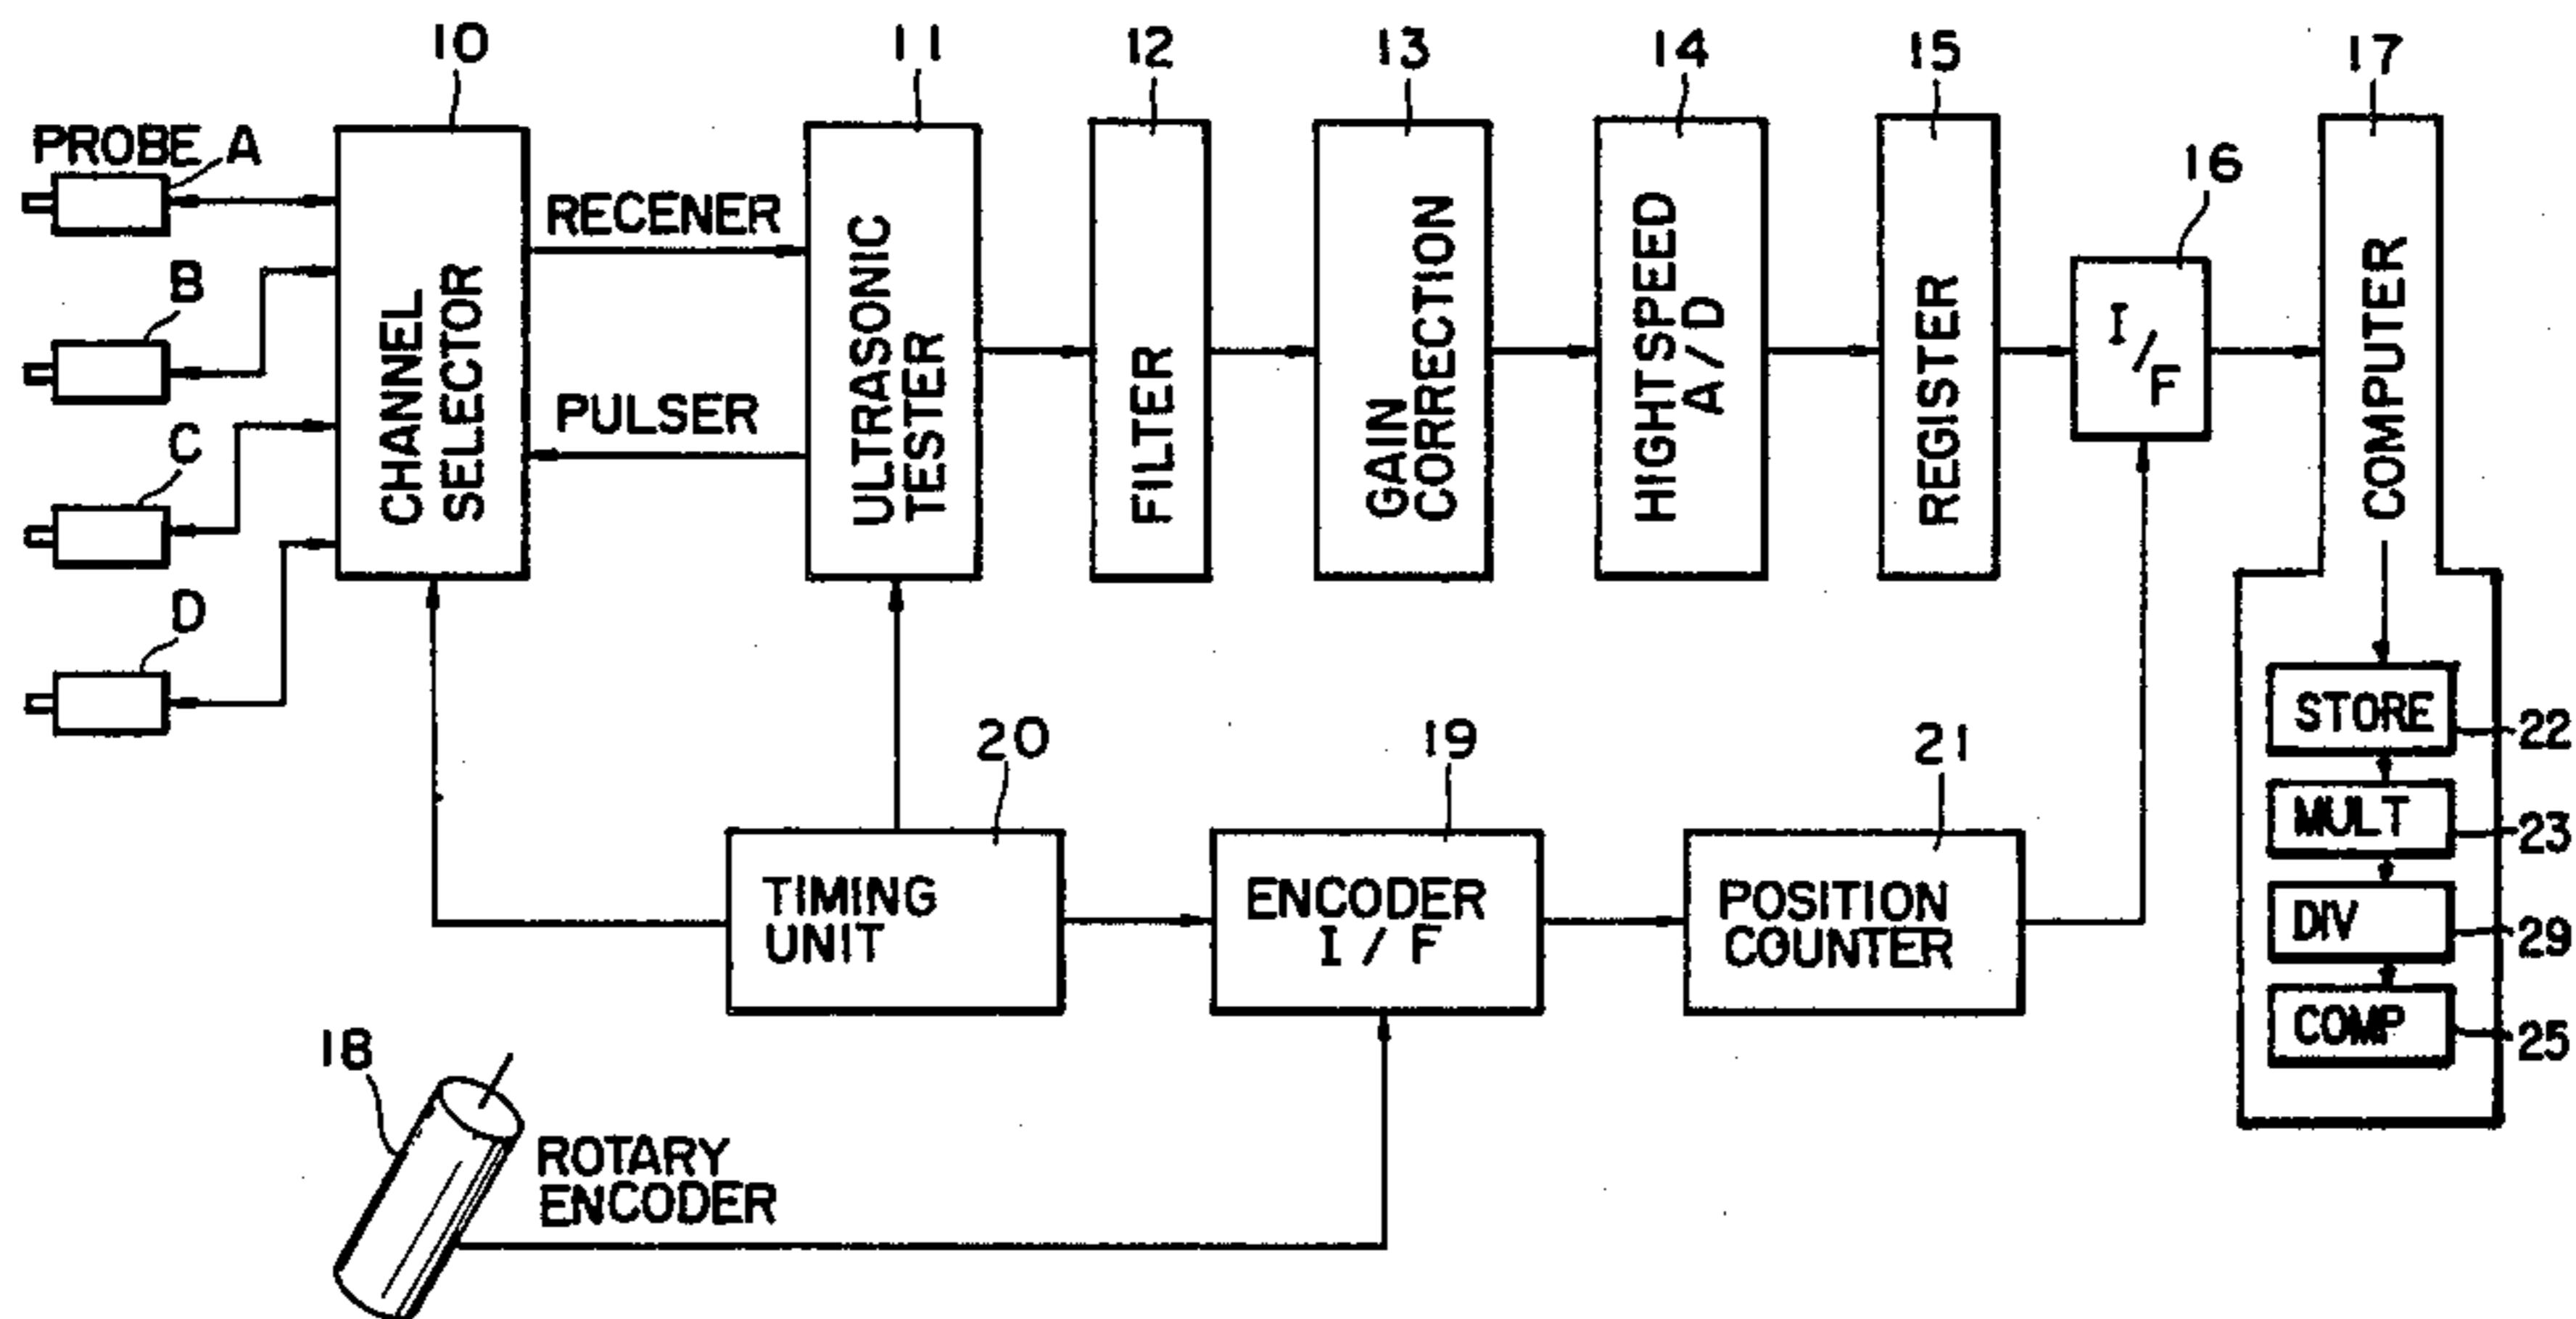 10
11
12
13
14
15
17
PROBE A
16
B
C
D
CHANNEL
SELECTOR
RECENER
PULSER
ULTRASONIC
TESTER
FILTER
GAIN
CORRECTION
HIGHTSPEED
A/D
REGISTER
I/F
COMPUTER
STORE
22
MULT
23
DIV
29
COMP
25
20
19
21
TIMING
UNIT
ENCODER
I/F
POSITION
COUNTER
18
ROTARY
ENCODER